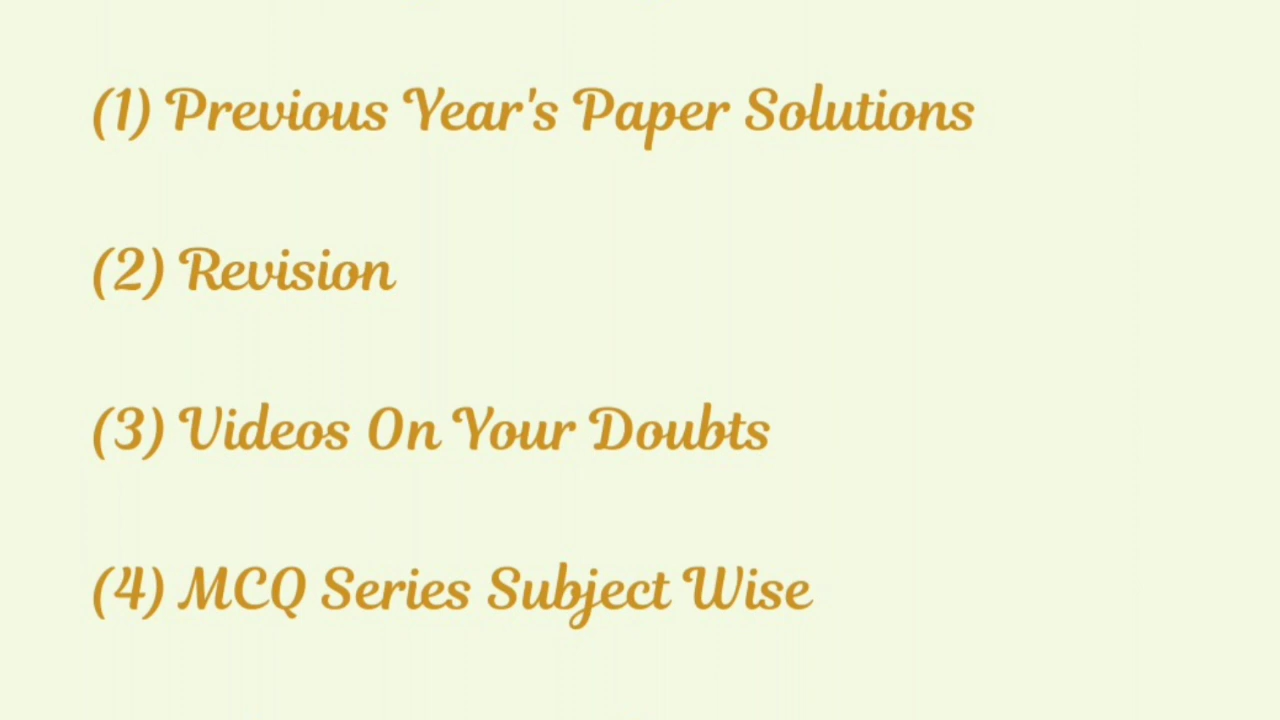 (1) Previous Year's Paper Solutions
(2) Revision
(3) Videos On Your Doubts
(4) MCQ Series Subject Wise